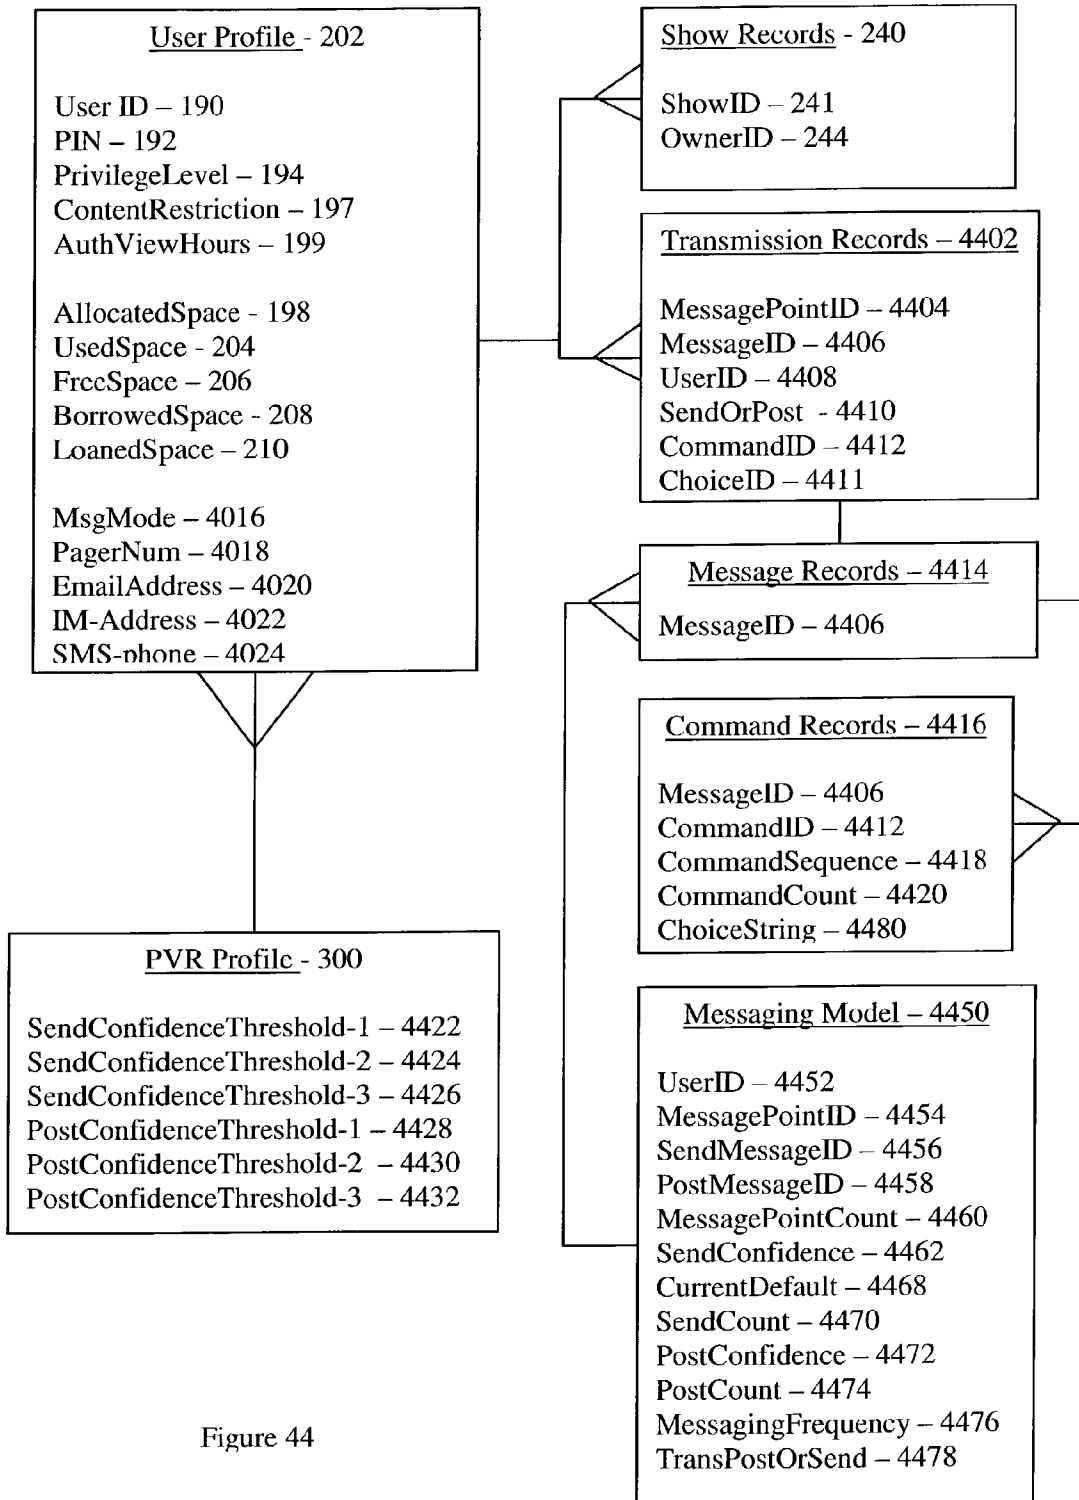 User Profile - 202
User ID – 190
PIN – 192
PrivilegeLevel – 194
ContentRestriction – 197
AuthViewHours – 199
AllocatedSpace - 198
UsedSpace - 204
FreeSpace - 206
BorrowedSpace - 208
LoanedSpace – 210
MsgMode – 4016
PagerNum – 4018
EmailAddress – 4020
IM-Address – 4022
SMS-phone – 4024
PVR Profile - 300
SendConfidenceThreshold-1 – 4422
SendConfidenceThreshold-2 – 4424
SendConfidenceThreshold-3 – 4426
PostConfidenceThreshold-1 – 4428
PostConfidenceThreshold-2 – 4430
PostConfidenceThreshold-3 – 4432
Show Records - 240
ShowID – 241
OwnerID – 244
Transmission Records – 4402
MessagePointID – 4404
MessageID – 4406
UserID – 4408
SendOrPost - 4410
CommandID – 4412
ChoiceID – 4411
Message Records – 4414
MessageID – 4406
Command Records – 4416
MessageID – 4406
CommandID – 4412
CommandSequence – 4418
CommandCount – 4420
ChoiceString – 4480
Messaging Model – 4450
UserID – 4452
MessagePointID – 4454
SendMessageID – 4456
PostMessageID – 4458
MessagePointCount – 4460
SendConfidence – 4462
CurrentDefault – 4468
SendCount – 4470
PostConfidence – 4472
PostCount – 4474
MessagingFrequency – 4476
TransPostOrSend – 4478
Figure 44